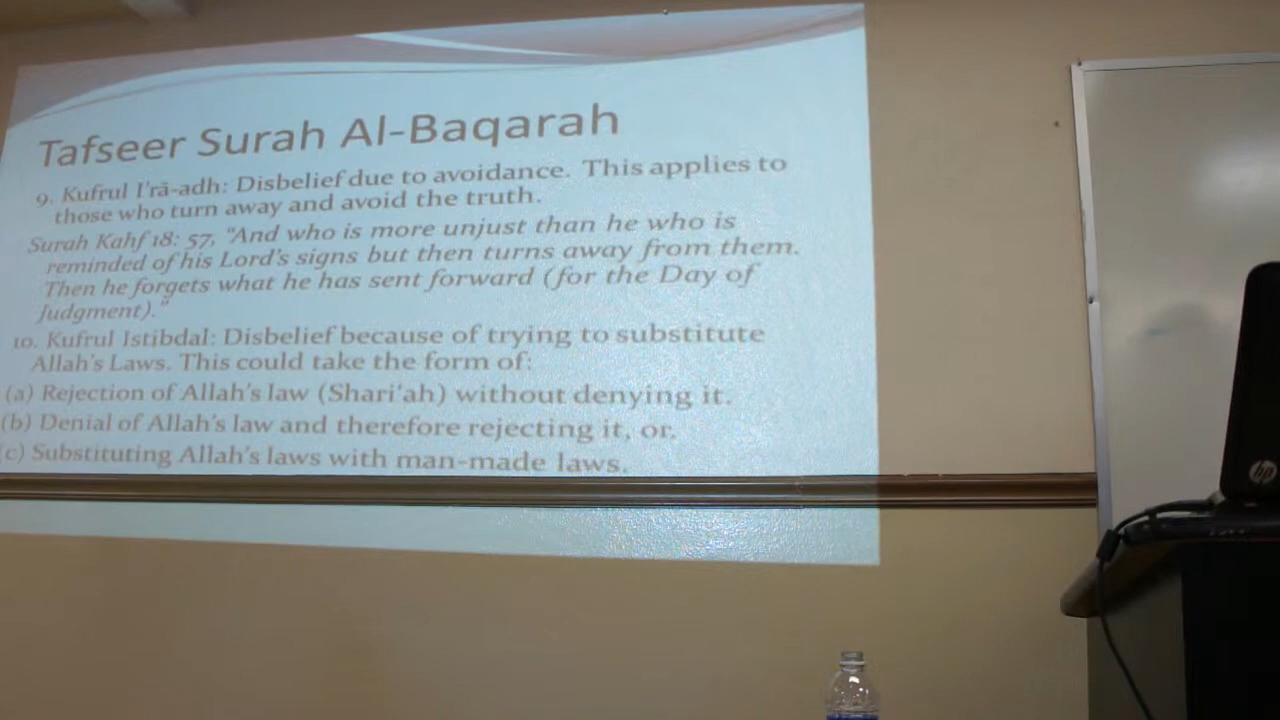 Tafseer Surah Al-Baqarah
9. Kufrul I'rā-adh: Disbelief due to avoidance. This applies to
those who turn away and avoid the truth.
Surah Kahf 18: 57, "And who is more unjust than he who is
reminded of his Lord's signs but then turns away from them.
Then he forgets what he has sent forward (for the Day of
Judgment)."
10. Kufrul Istibdal: Disbelief because of trying to substitute
Allah's Laws. This could take the form of:
(a) Rejection of Allah's law (Shari'ah) without denying it.
(b) Denial of Allah's law and therefore rejecting it, or.
(c) Substituting Allah's laws with man-made laws.
hp